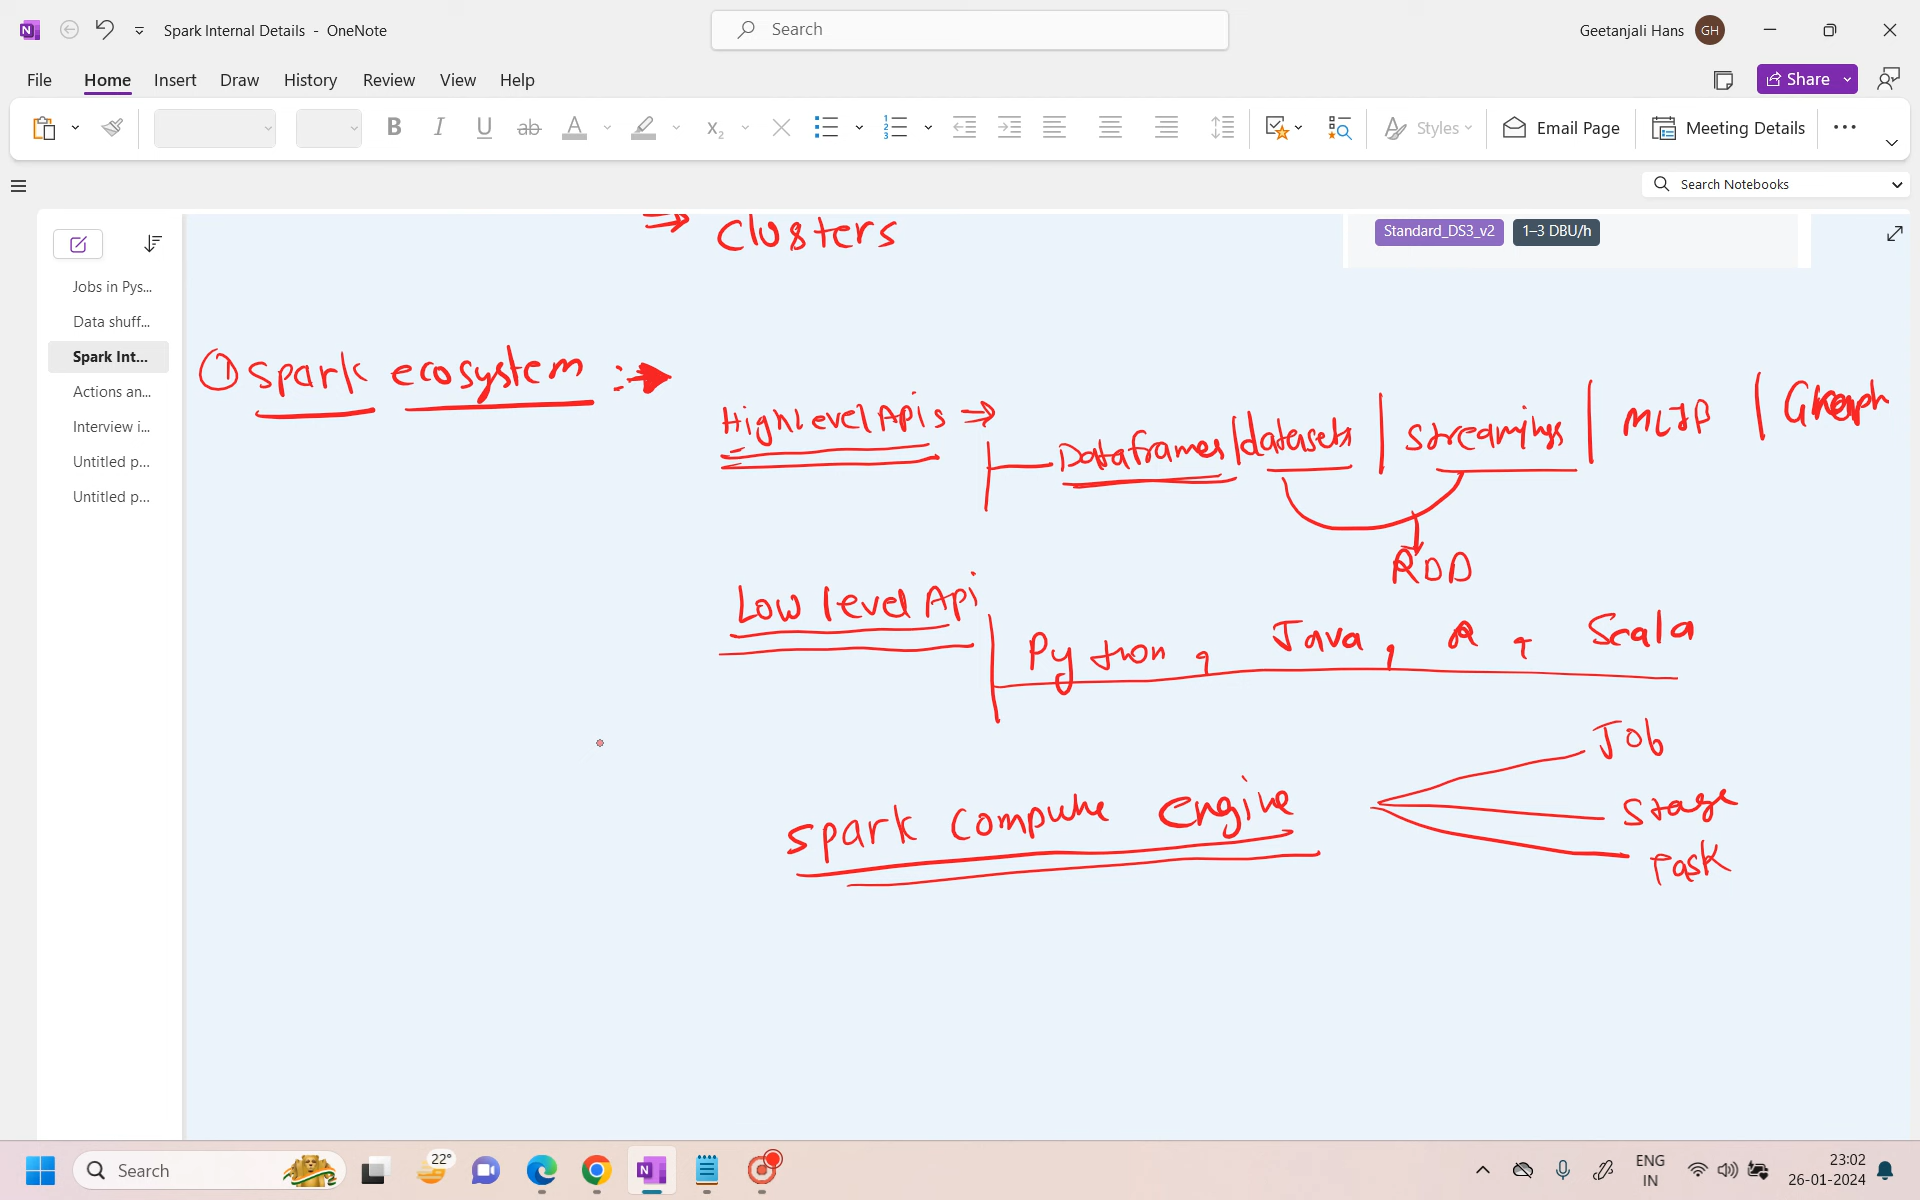 Spark Internal Details - OneNote
Search
Geetanjali Hans
GH
File Home Insert Draw History Review View Help
Share
Styles
Email Page
Meeting Details
Search Notebooks
Jobs in Pys...
Data shuff...
Spark Int...
Actions an...
Interview i...
Untitled p...
Untitled p...
Clusters
Standard_DS3_v2 1–3 DBU/h
① Spark ecosystem :→
High Level Apis →
Dataframes/datasets | Streamings | MLIB | Graph
RDD
Low level Api
Python, Java, R, Scala
Job
Spark Compute Engine
Stage
Task
Search
22°
ENG
IN
23:02
26-01-2024